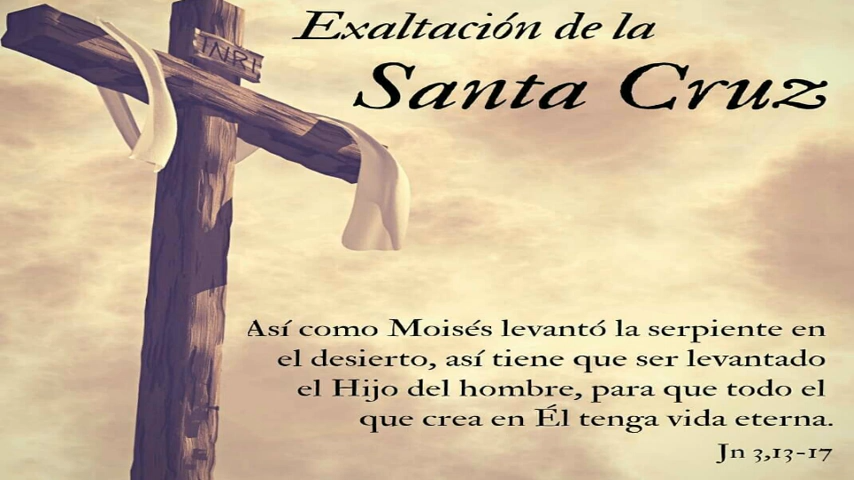 Exaltación de la
Santa Cruz
INRI
Así como Moisés levantó la serpiente en
el desierto, así tiene que ser levantado
el Hijo del hombre, para que todo el
que crea en Él tenga vida eterna.
Jn 3,13-17